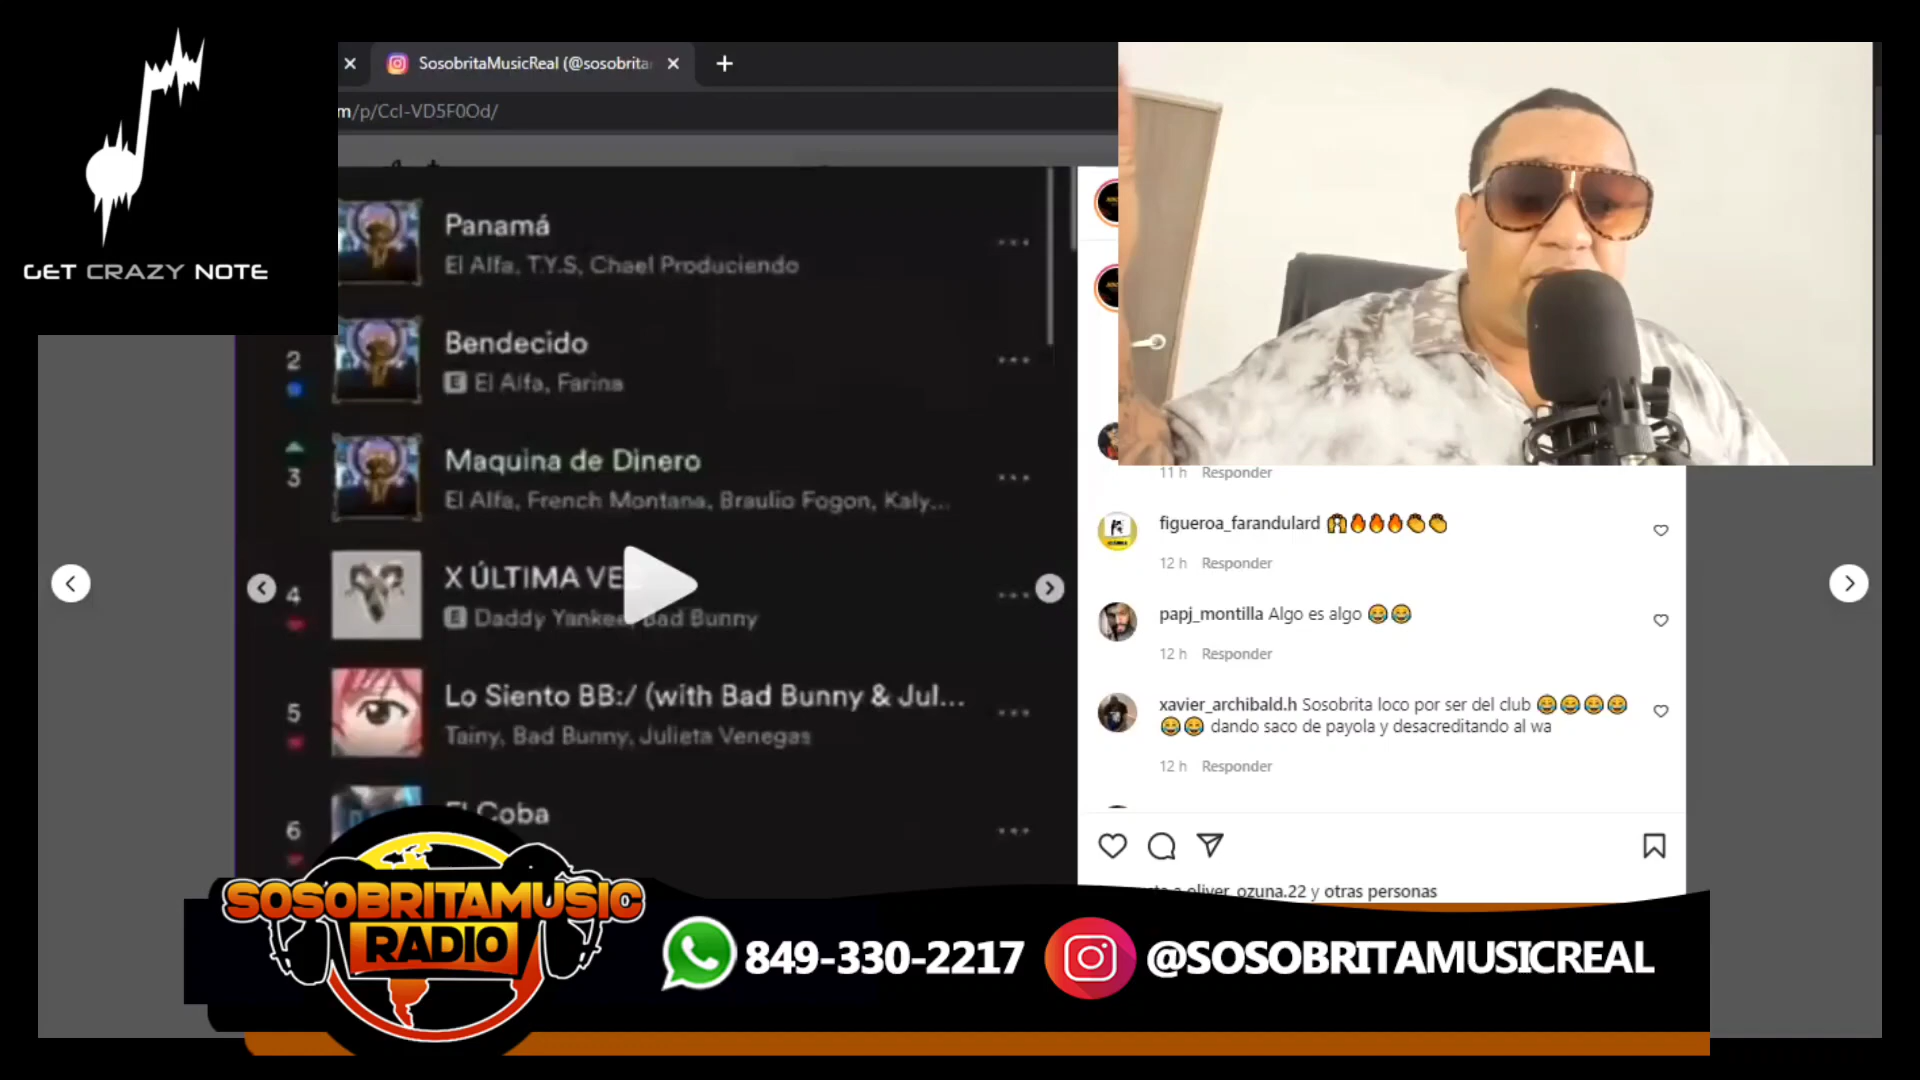 SosobritaMusicReal (@sosobrita
m/p/CcI-VD5F0Od/
GET CRAZY NOTE
Panamá
El Alfa, T.Y.S, Chael Produciendo
2
Bendecido
E El Alfa, Farina
3
Maquina de Dinero
El Alfa, French Montana, Braulio Fogon, Kaly...
4
X ÚLTIMA VE
E Daddy Yankee, Bad Bunny
5
Lo Siento BB:/ (with Bad Bunny & Jul...
Tainy, Bad Bunny, Julieta Venegas
6
El Coba
11 h Responder
figueroa_farandulard 🙌🔥🔥🔥👏👏
12 h Responder
papj_montilla Algo es algo 😂😂
12 h Responder
xavier_archibald.h Sosobrita loco por ser del club 😂😂😂😂
😂😂 dando saco de payola y desacreditando al wa
12 h Responder
a oliver_ozuna.22 y otras personas
SOSOBRITAMUSIC
RADIO
849-330-2217
@SOSOBRITAMUSICREAL